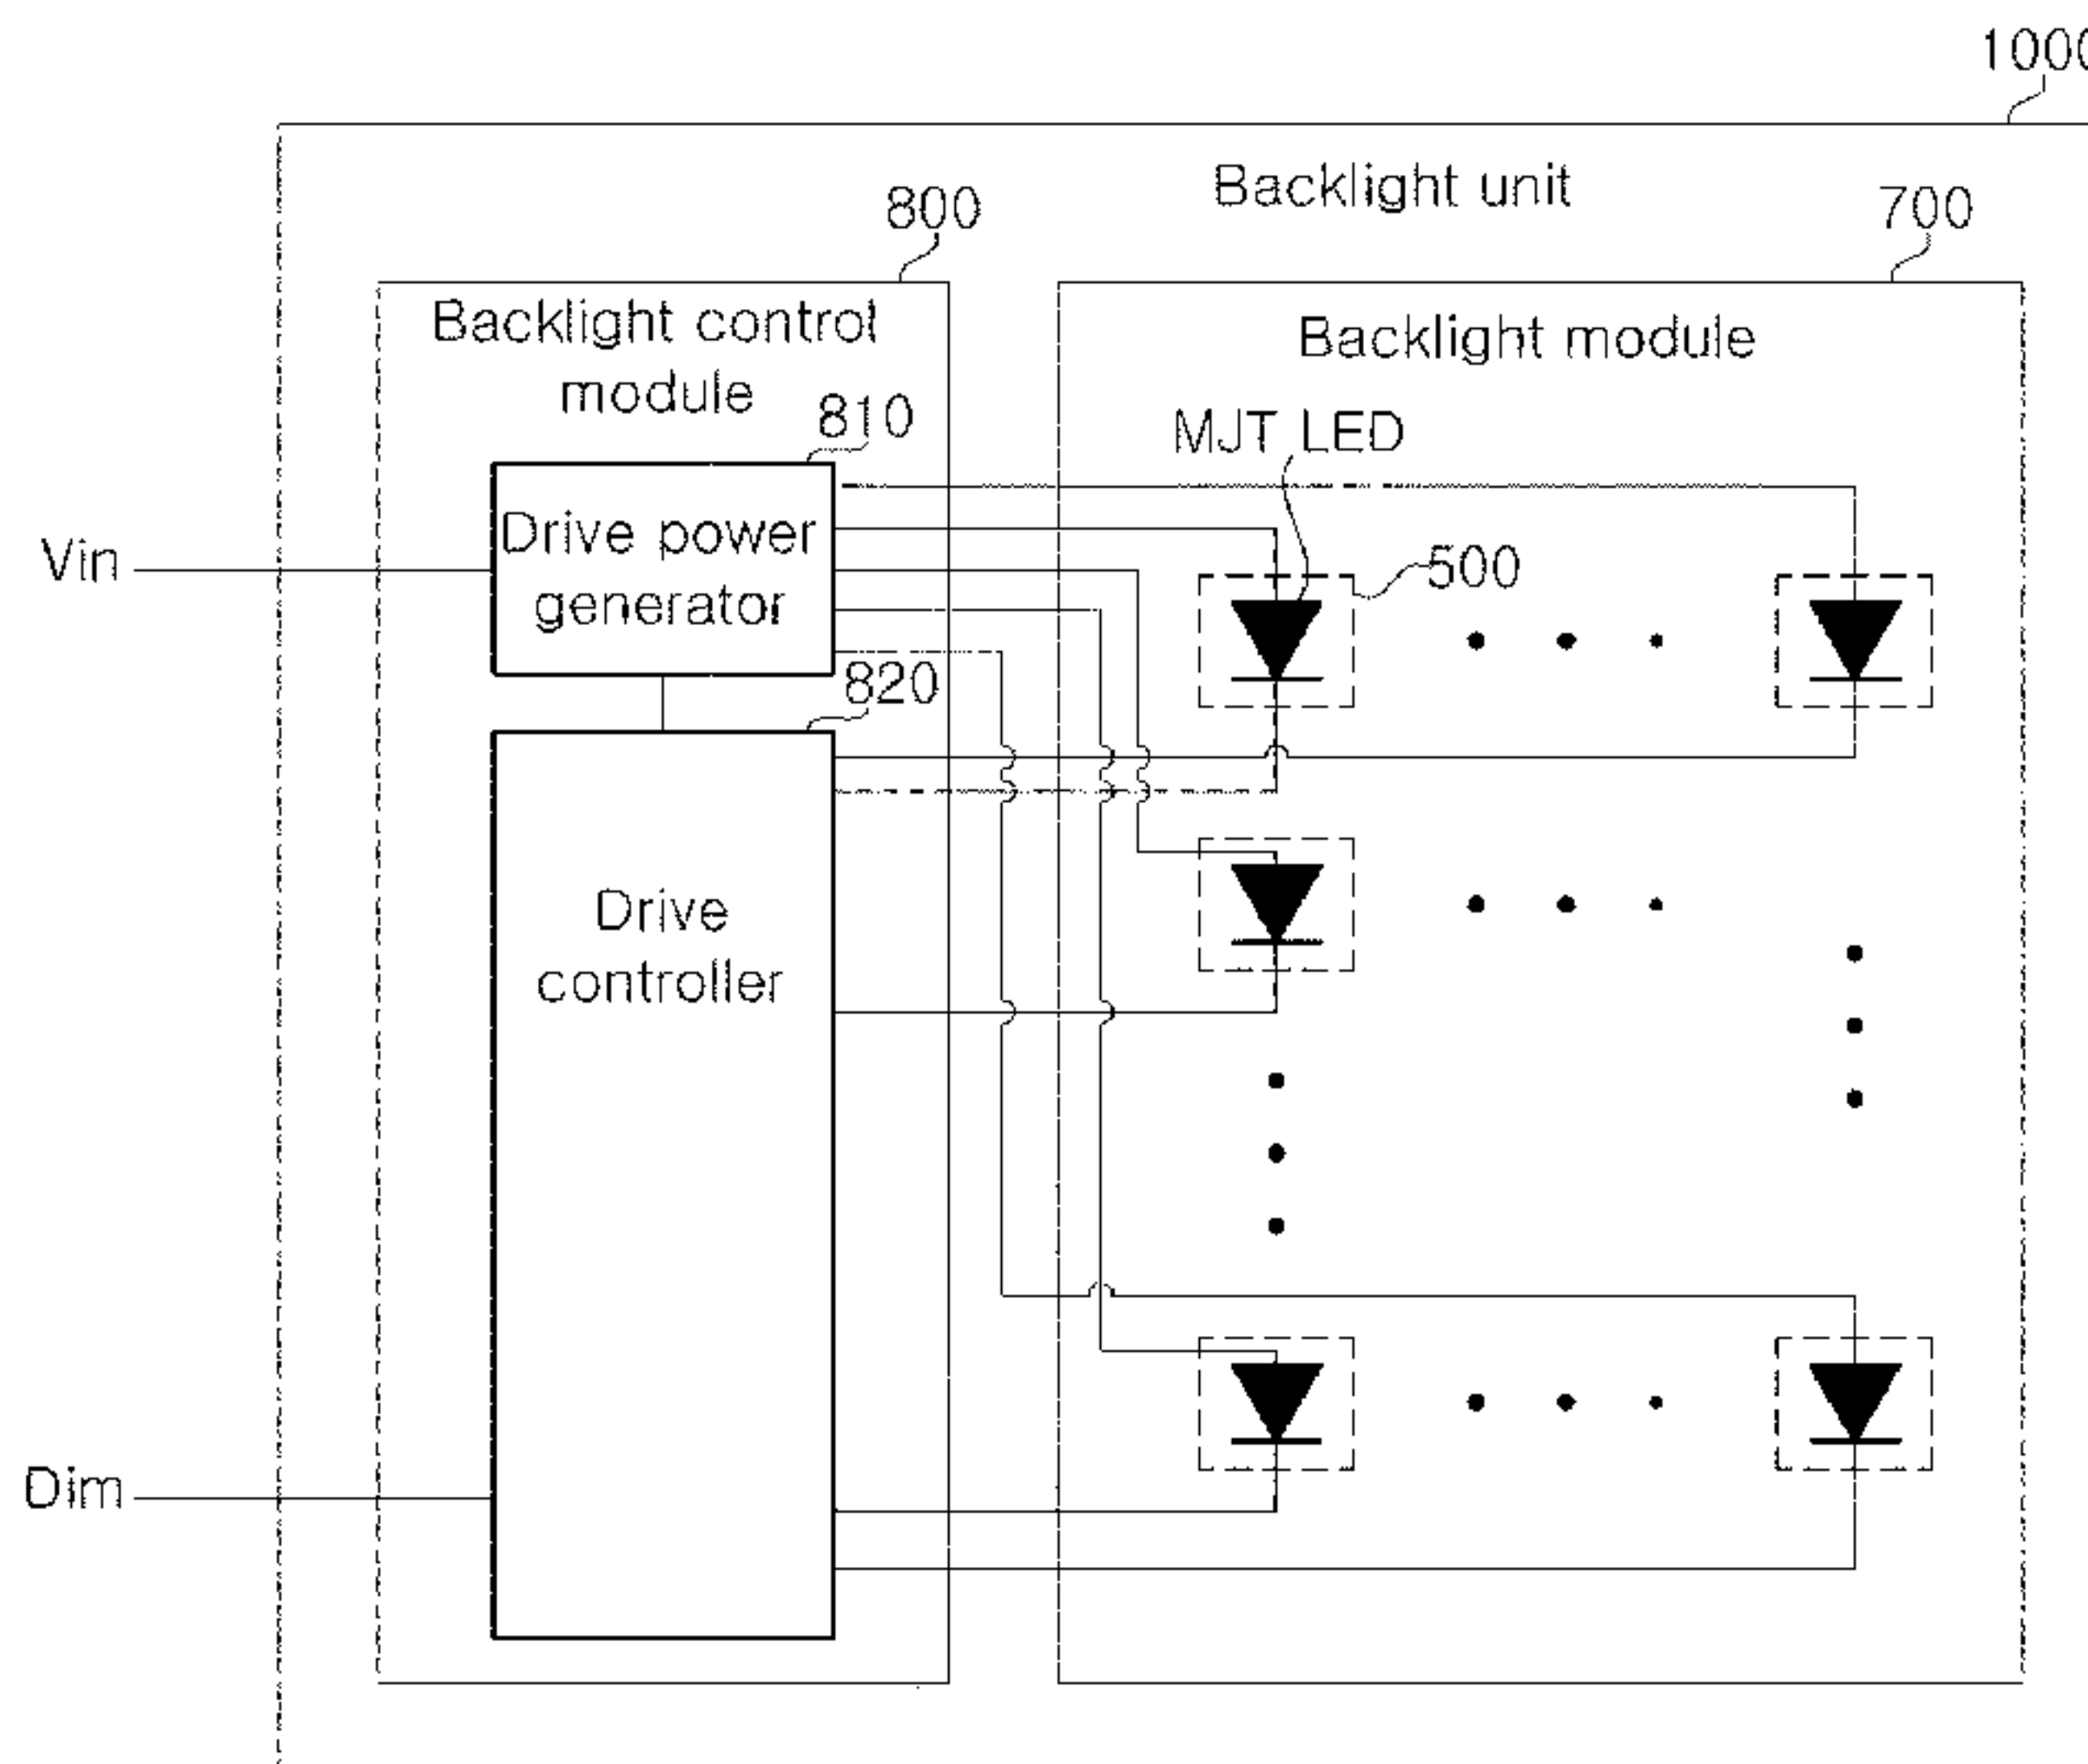 1000
Backlight unit
800
700
Backlight control
module
Backlight module
810
MJT LED
Drive power
generator
Vin
500
820
Drive
controller
Dim